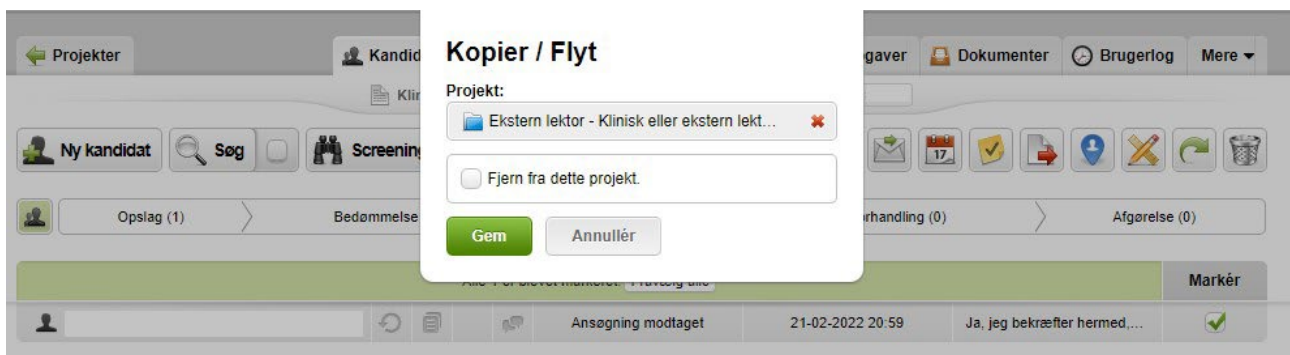 Projekter
Kandid
Kopier / Flyt
gaver
Dokumenter
Brugerlog
Mere
Projekt:
Klin
Ekstern lektor - Klinisk eller ekstern lekt...
Ny kandidat
Søg
Screening
17
Fjern fra dette projekt.
Opslag (1)
Bedømmelse
rhandling (0)
Afgørelse (0)
Gem
Annullér
Markér
Ansøgning modtaget
21-02-2022 20:59
Ja, jeg bekræfter hermed,...